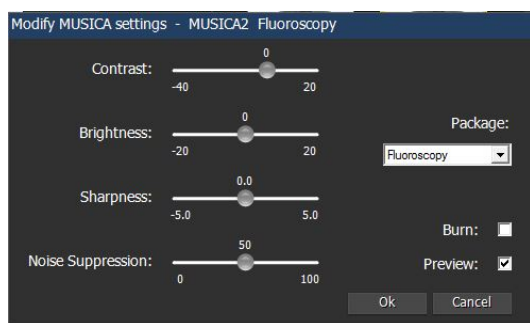 Modify MUSICA settings - MUSICA2 Fluoroscopy
0
Contrast:
-40 20
0
Brightness:
-20 20
0.0
Sharpness:
-5.0 5.0
50
Noise Suppression:
0 100
Package:
Fluoroscopy
Burn:
Preview:
Ok Cancel